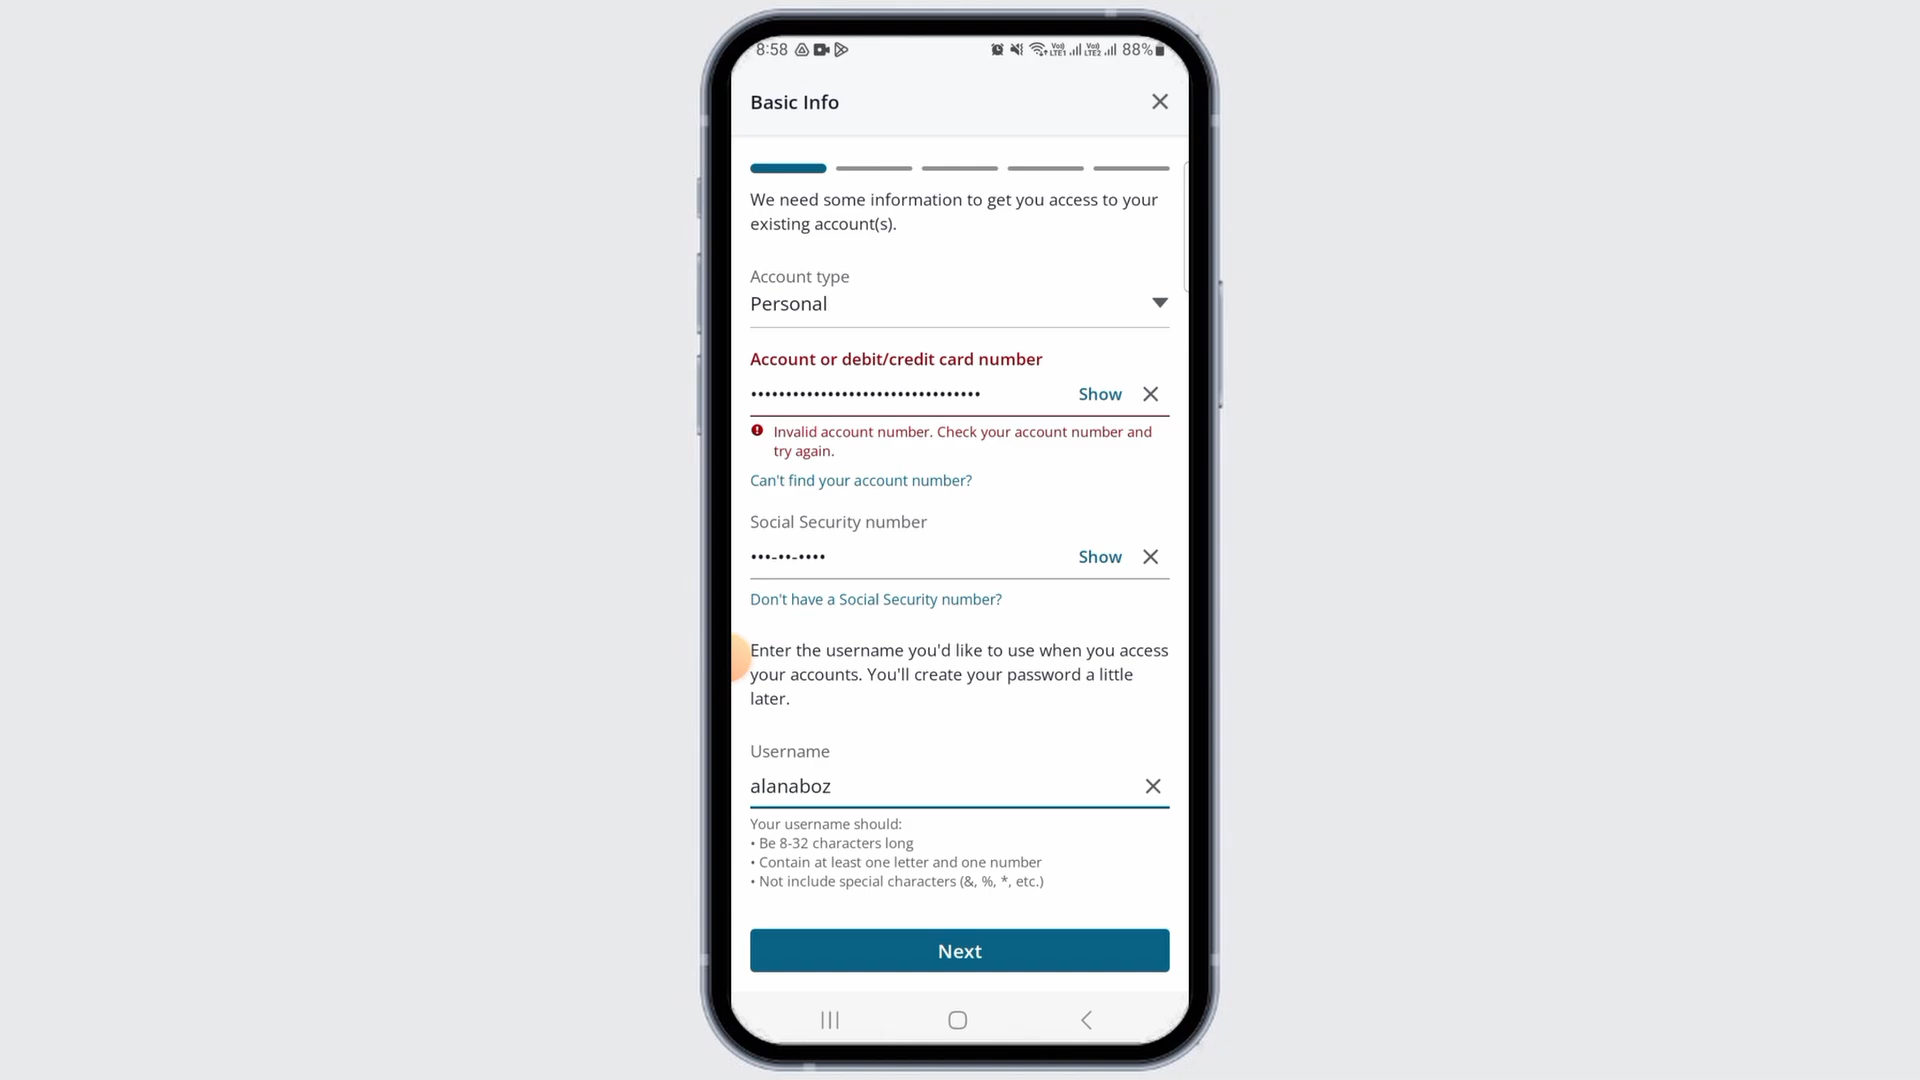 8:58 88%
Basic Info
We need some information to get you access to your
existing account(s).
Account type
Personal
Account or debit/credit card number
••••••••••••••••••••••••••••••••• Show
Invalid account number. Check your account number and
try again.
Can't find your account number?
Social Security number
•••-••-•••• Show
Don't have a Social Security number?
Enter the username you'd like to use when you access
your accounts. You'll create your password a little
later.
Username
alanaboz
Your username should:
• Be 8-32 characters long
• Contain at least one letter and one number
• Not include special characters (&, %, *, etc.)
Next